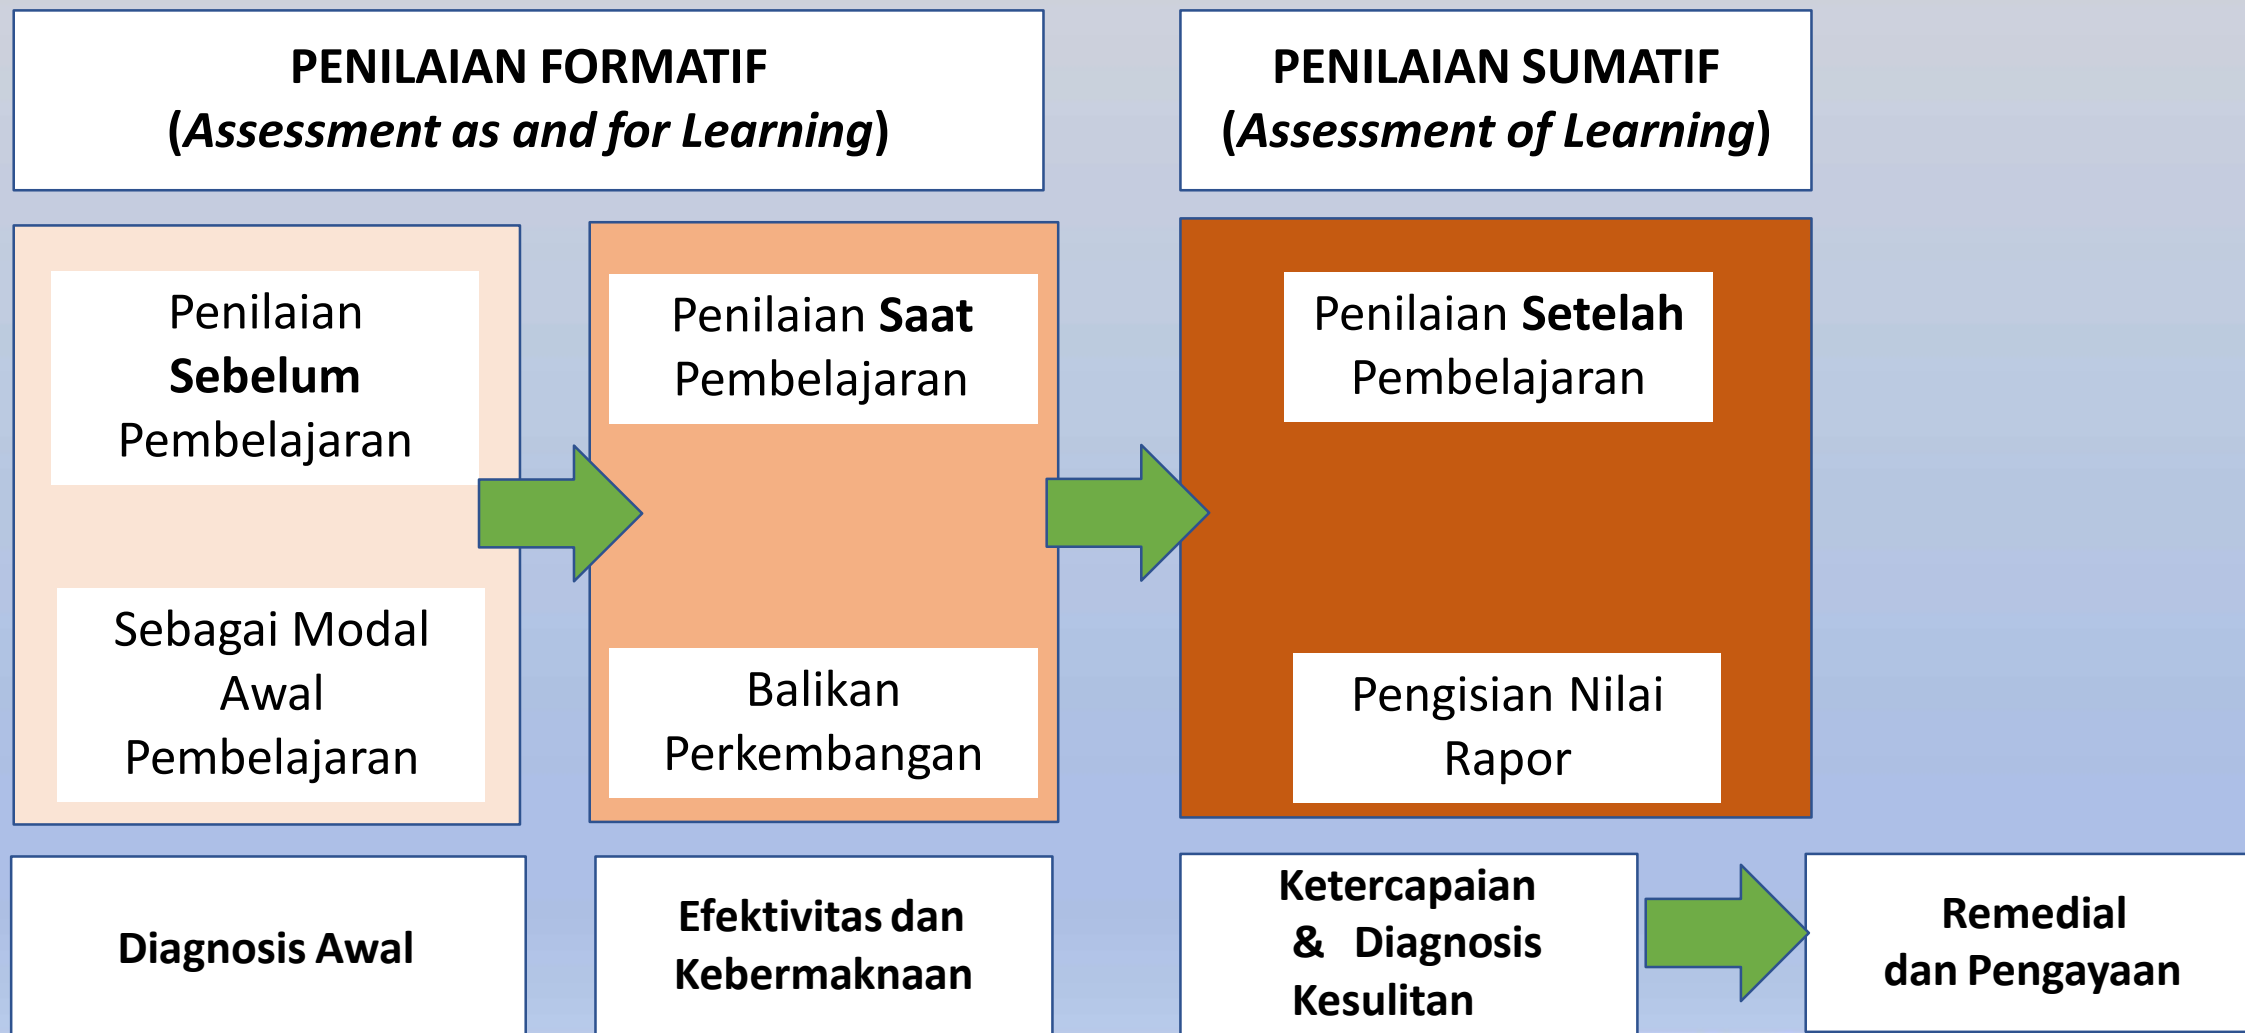 PENILAIAN FORMATIF
(Assessment as and for Learning)
PENILAIAN SUMATIF
(Assessment of Learning)
Penilaian
Sebelum
Pembelajaran
Sebagai Modal
Awal
Pembelajaran
Penilaian Saat
Pembelajaran
Balikan
Perkembangan
Penilaian Setelah
Pembelajaran
Pengisian Nilai
Rapor
Diagnosis Awal
Efektivitas dan
Kebermaknaan
Ketercapaian
& Diagnosis
Kesulitan
Remedial
dan Pengayaan